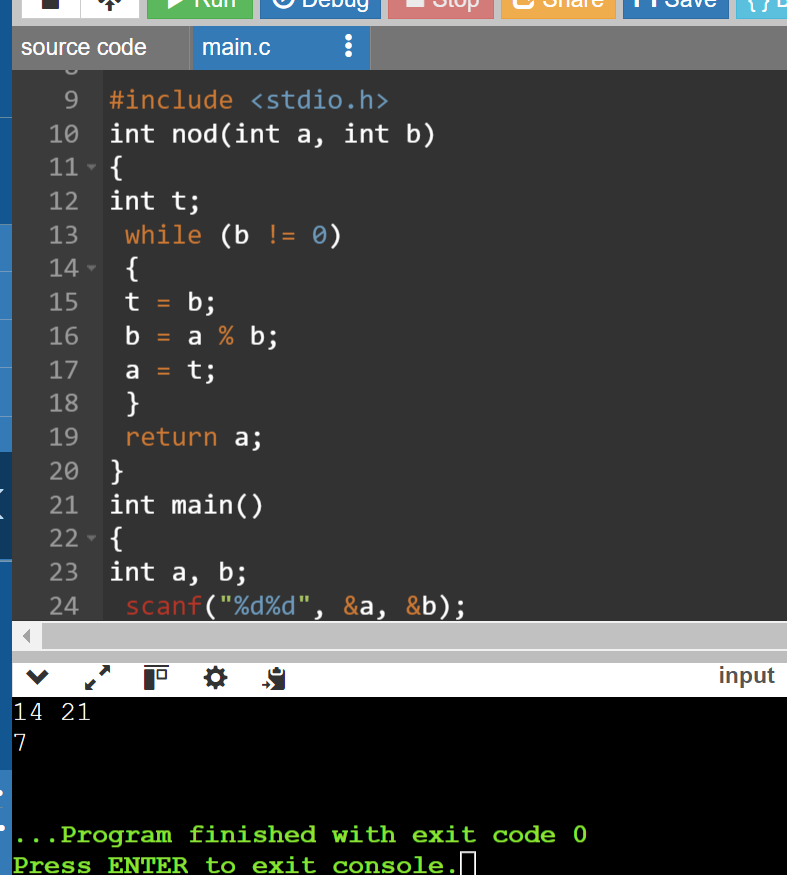 Run Debug Stop Share Save
source code main.c
9 #include <stdio.h>
10 int nod(int a, int b)
11 {
12 int t;
13 while (b != 0)
14 {
15 t = b;
16 b = a % b;
17 a = t;
18 }
19 return a;
20 }
21 int main()
22 {
23 int a, b;
24 scanf("%d%d", &a, &b);
input
14 21
7
...Program finished with exit code 0
Press ENTER to exit console.